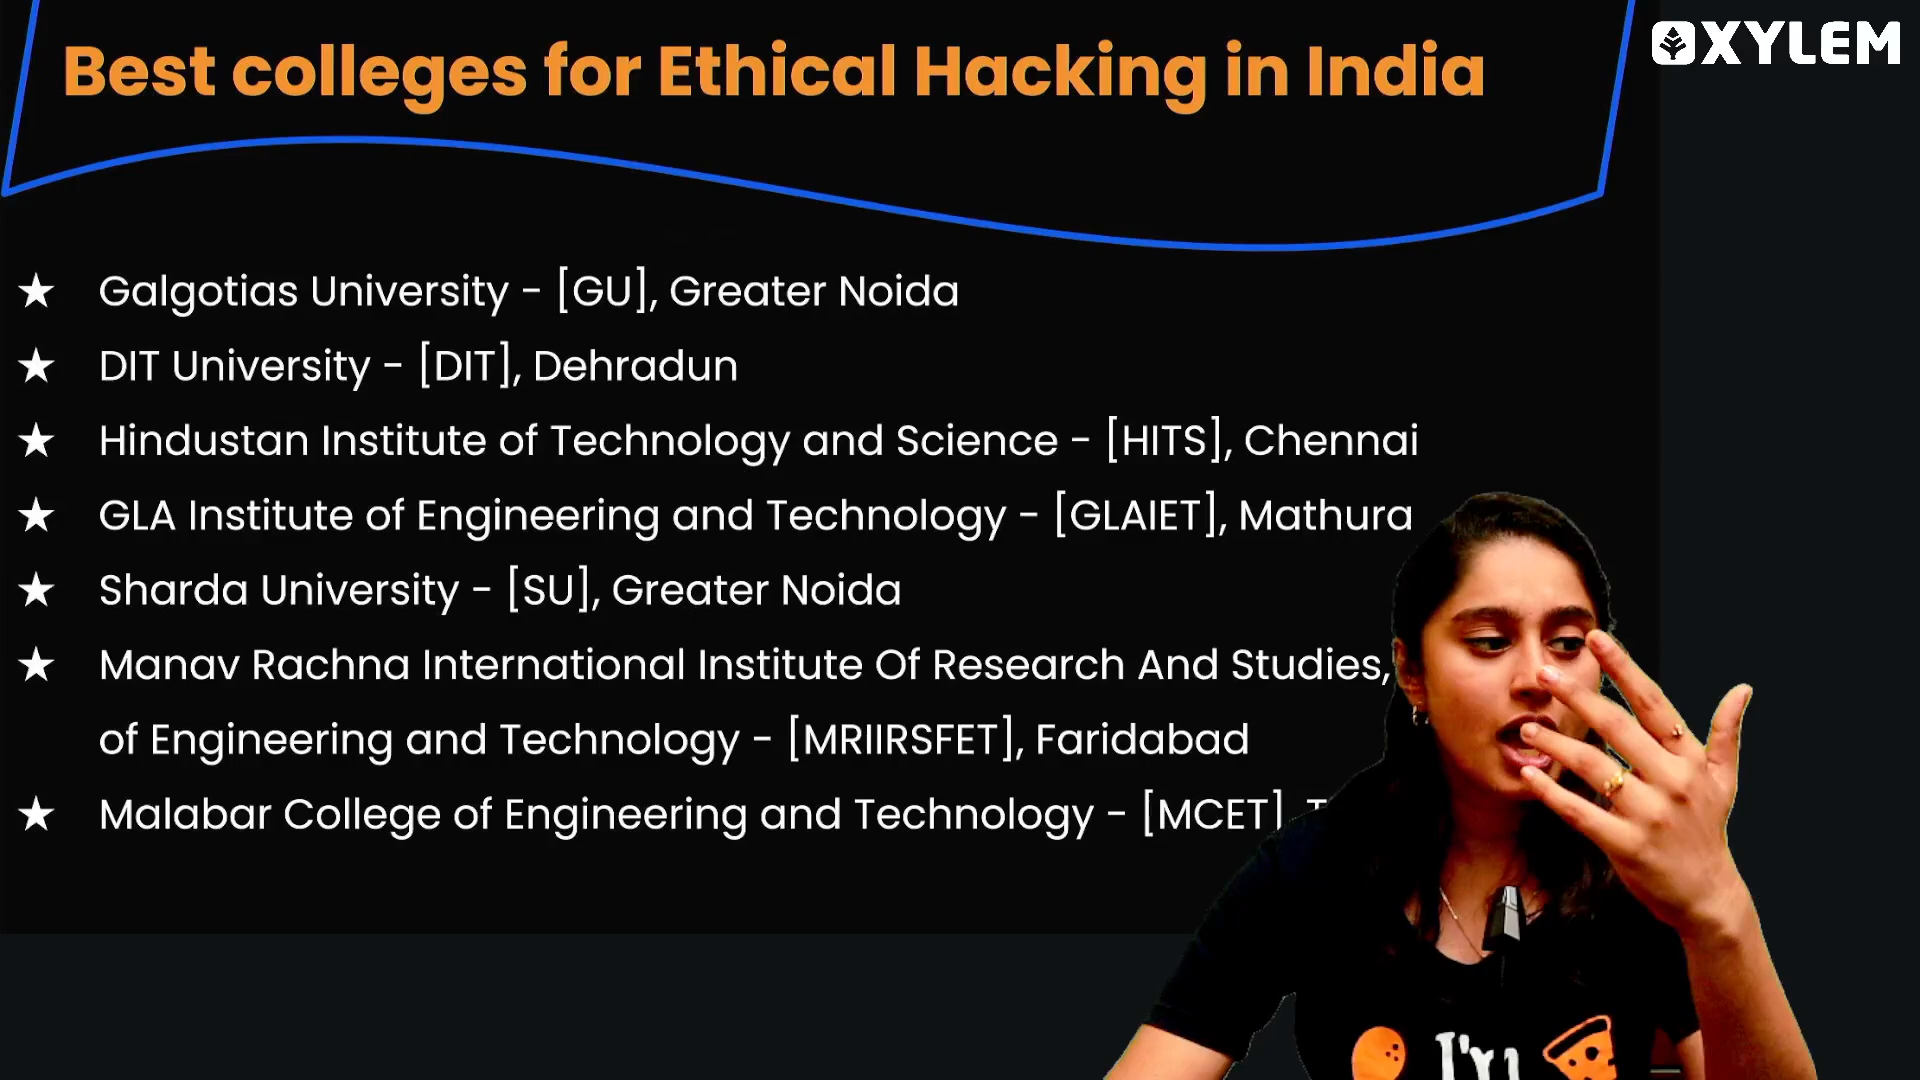 Best colleges for Ethical Hacking in India
XYLEM
★ Galgotias University - [GU], Greater Noida
★ DIT University - [DIT], Dehradun
★ Hindustan Institute of Technology and Science - [HITS], Chennai
★ GLA Institute of Engineering and Technology - [GLAIET], Mathura
★ Sharda University - [SU], Greater Noida
★ Manav Rachna International Institute Of Research And Studies,
of Engineering and Technology - [MRIIRSFET], Faridabad
★ Malabar College of Engineering and Technology - [MCET]
I'm